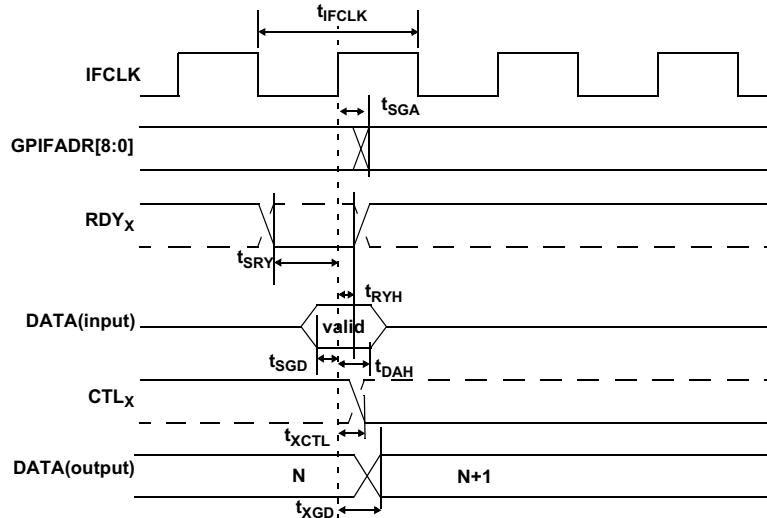 tIFCLK
IFCLK
tSGA
GPIFADR[8:0]
RDYX
tSRY
tRYH
DATA(input)
valid
tSGD
tDAH
CTLX
tXCTL
DATA(output)
N
N+1
tXGD